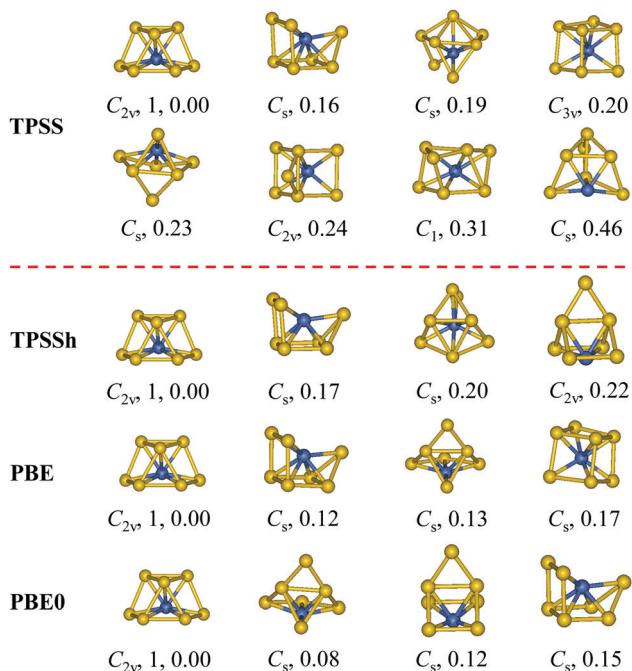 C2v, 1, 0.00 Cs, 0.16 Cs, 0.19 C3v, 0.20
TPSS
Cs, 0.23 C2v, 0.24 C1, 0.31 Cs, 0.46
TPSSh
C2v, 1, 0.00 Cs, 0.17 Cs, 0.20 C2v, 0.22
PBE
C2v, 1, 0.00 Cs, 0.12 Cs, 0.13 Cs, 0.17
PBE0
C2v, 1, 0.00 Cs, 0.08 Cs, 0.12 Cs, 0.15